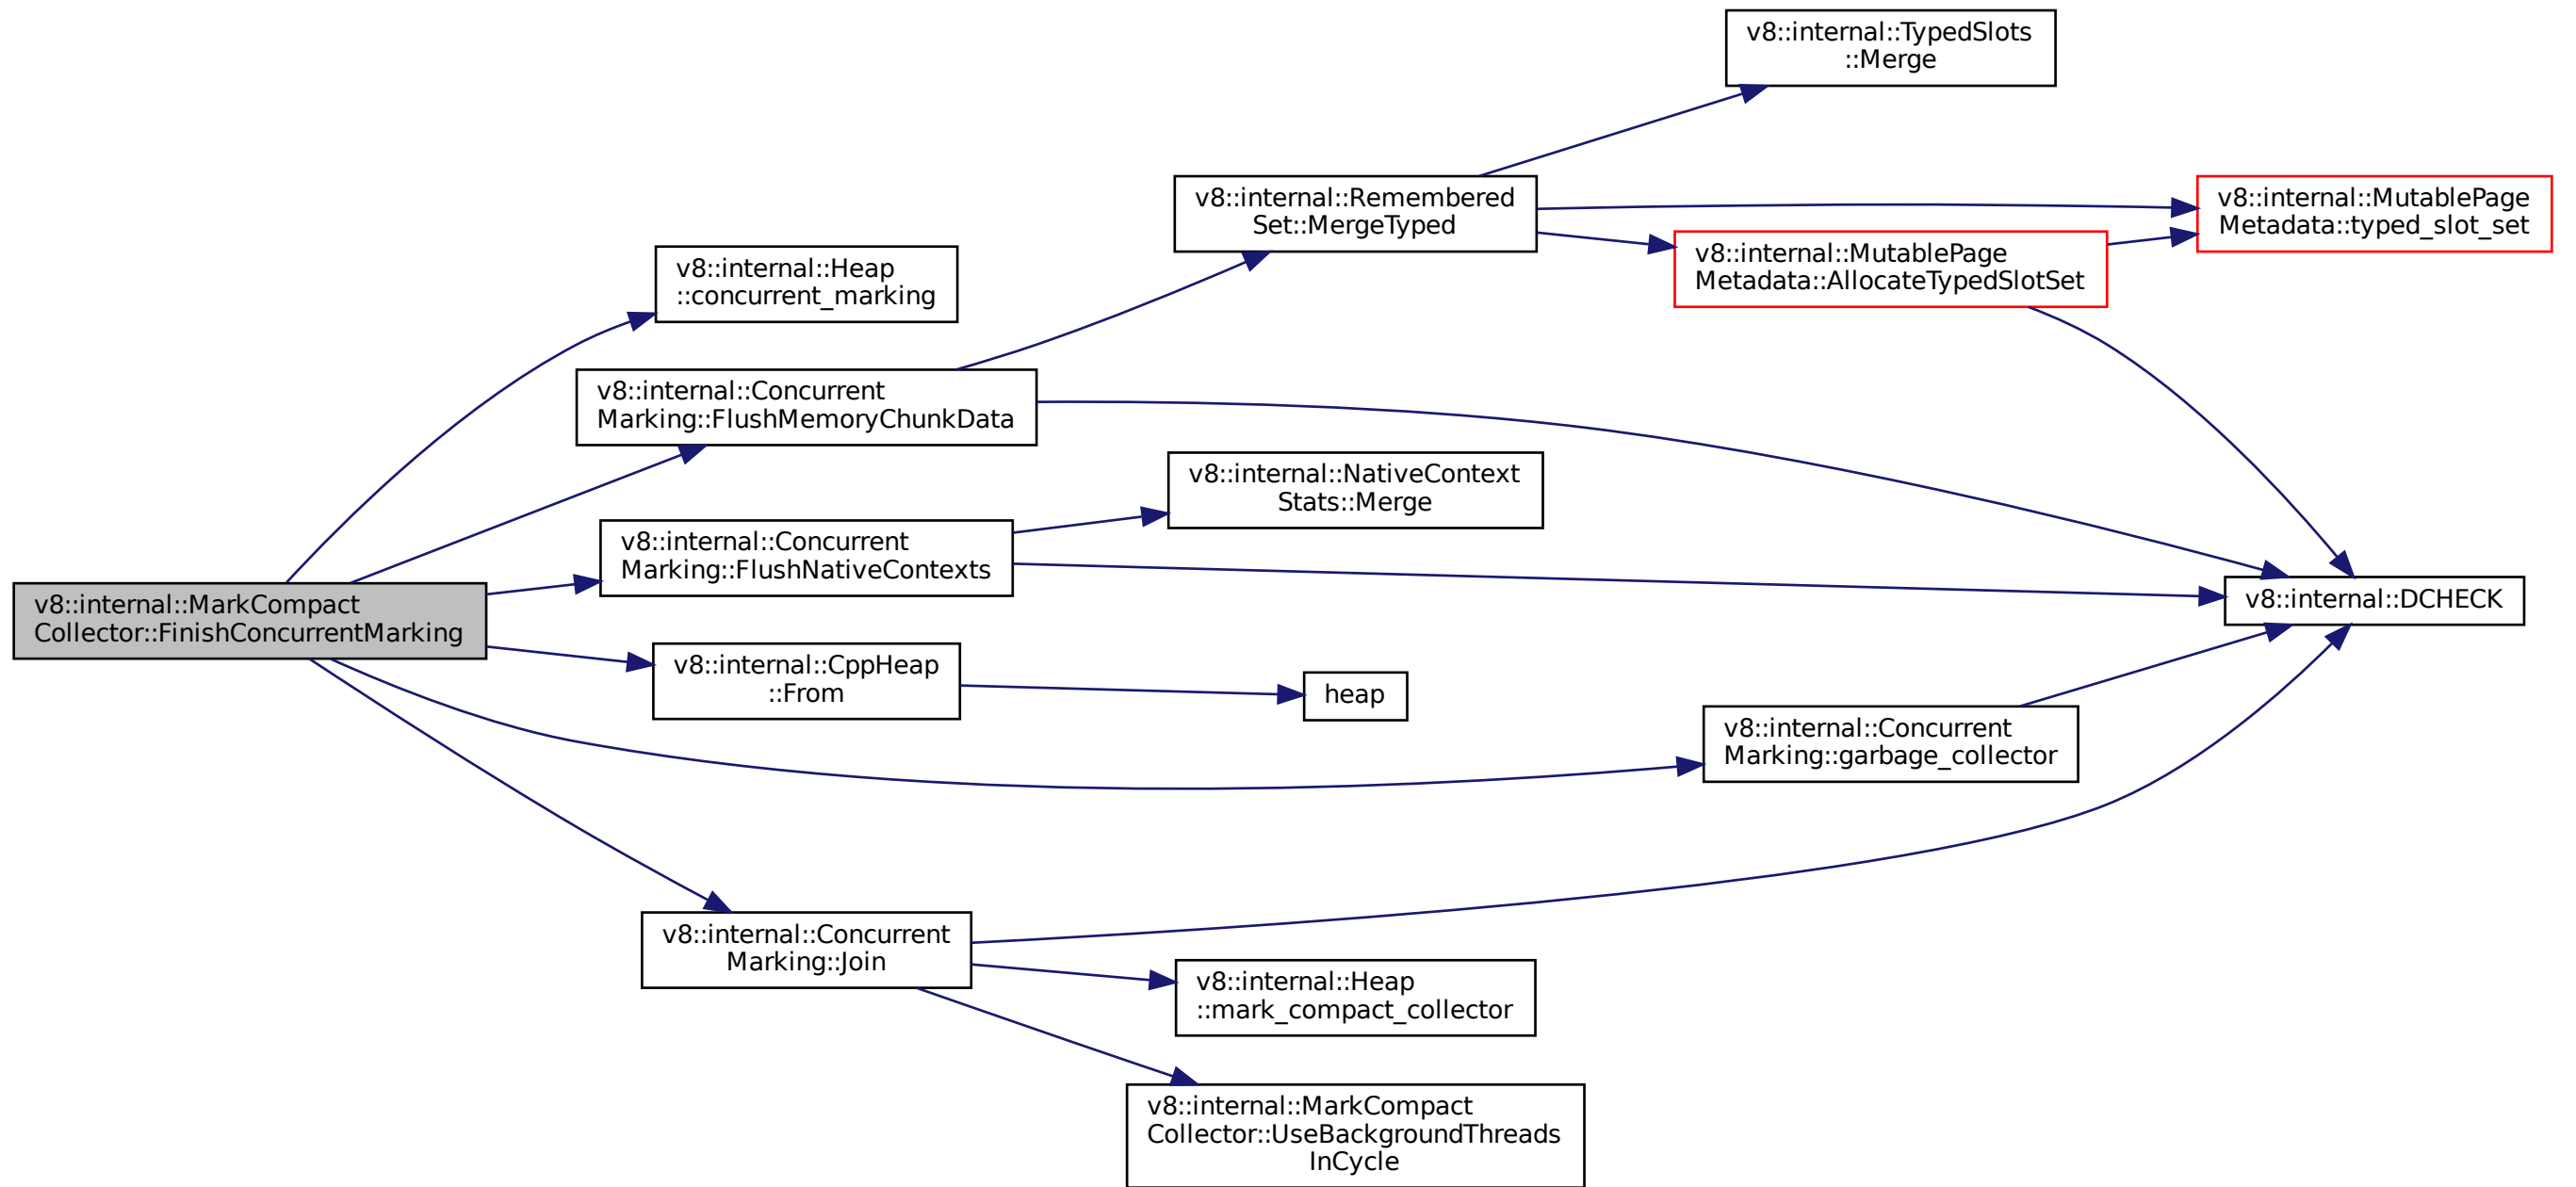 v8::internal::TypedSlots
::Merge
v8::internal::Remembered
Set::MergeTyped
v8::internal::MutablePage
Metadata::typed_slot_set
v8::internal::MutablePage
Metadata::AllocateTypedSlotSet
v8::internal::Heap
::concurrent_marking
v8::internal::Concurrent
Marking::FlushMemoryChunkData
v8::internal::NativeContext
Stats::Merge
v8::internal::Concurrent
Marking::FlushNativeContexts
v8::internal::MarkCompact
Collector::FinishConcurrentMarking
v8::internal::DCHECK
v8::internal::CppHeap
::From
heap
v8::internal::Concurrent
Marking::garbage_collector
v8::internal::Concurrent
Marking::Join
v8::internal::Heap
::mark_compact_collector
v8::internal::MarkCompact
Collector::UseBackgroundThreads
InCycle